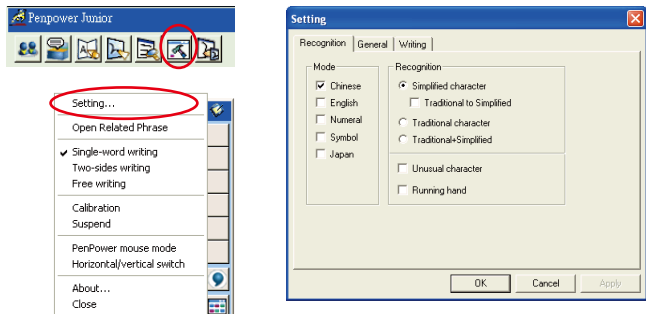 Penpower Junior
Setting...
Open Related Phrase
Single-word writing
Two-sides writing
Free writing
Calibration
Suspend
PenPower mouse mode
Horizontal/vertical switch
About...
Close
Setting
Recognition General Writing
Mode
Chinese
English
Numeral
Symbol
Japan
Recognition
Simplified character
Traditional to Simplified
Traditional character
Traditional+Simplified
Unusual character
Running hand
OK Cancel Apply